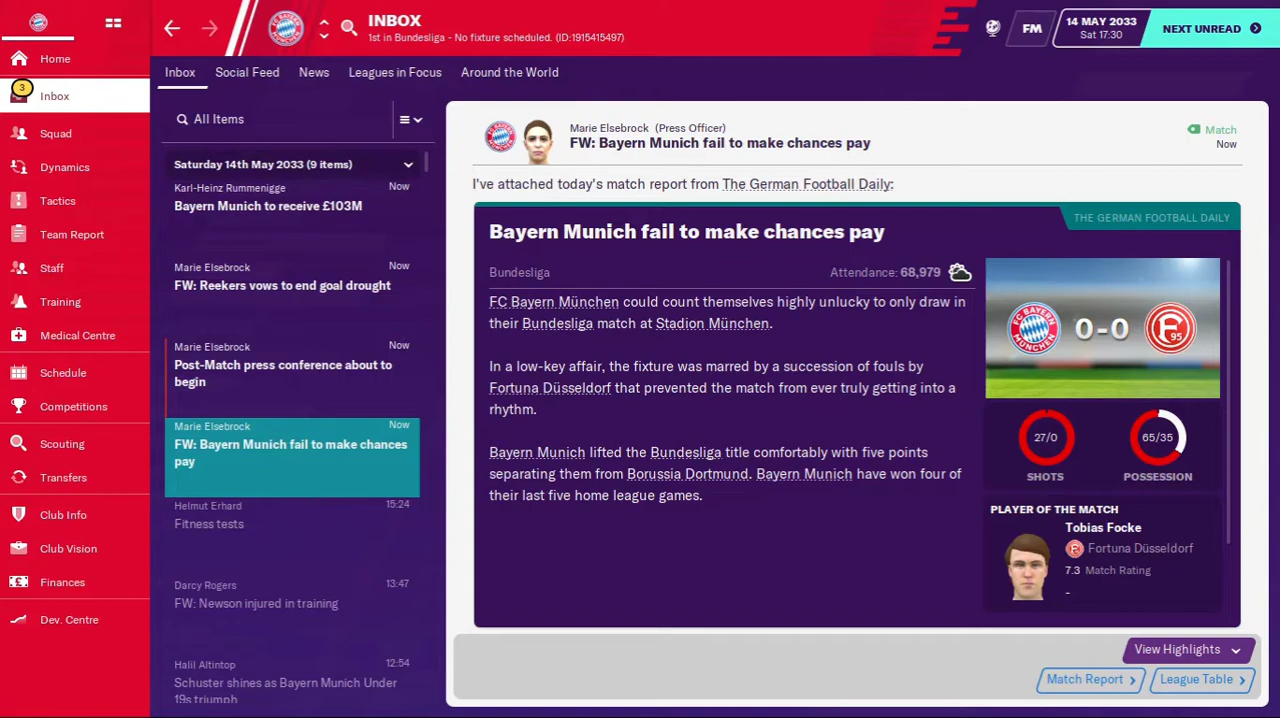 INBOX
1st in Bundesliga - No fixture scheduled. (ID:1915415497)
FM
14 MAY 2033
Sat 17:30
NEXT UNREAD
Home
3
Inbox
Squad
Dynamics
Tactics
Team Report
Staff
Training
Medical Centre
Schedule
Competitions
Scouting
Transfers
Club Info
Club Vision
Finances
Dev. Centre
Inbox
Social Feed
News
Leagues in Focus
Around the World
All Items
Saturday 14th May 2033 (9 items)
Karl-Heinz Rummenigge
Now
Bayern Munich to receive £103M
Marie Elsebrock
Now
FW: Reekers vows to end goal drought
Marie Elsebrock
Now
Post-Match press conference about to
begin
Marie Elsebrock
Now
FW: Bayern Munich fail to make chances
pay
Helmut Erhard
15:24
Fitness tests
Darcy Rogers
13:47
FW: Newson injured in training
Halil Altintop
12:54
Schuster shines as Bayern Munich Under
19s triumph
Marie Elsebrock (Press Officer)
FW: Bayern Munich fail to make chances pay
Match
Now
I've attached today's match report from The German Football Daily:
THE GERMAN FOOTBALL DAILY
Bayern Munich fail to make chances pay
Bundesliga
Attendance: 68,979
FC Bayern München could count themselves highly unlucky to only draw in
their Bundesliga match at Stadion München.
In a low-key affair, the fixture was marred by a succession of fouls by
Fortuna Düsseldorf that prevented the match from ever truly getting into a
rhythm.
Bayern Munich lifted the Bundesliga title comfortably with five points
separating them from Borussia Dortmund. Bayern Munich have won four of
their last five home league games.
FC BAYERN
MÜNCHEN
0-0
F95
27/0
SHOTS
65/35
POSSESSION
PLAYER OF THE MATCH
Tobias Focke
Fortuna Düsseldorf
7.3 Match Rating
-
View Highlights
Match Report
League Table